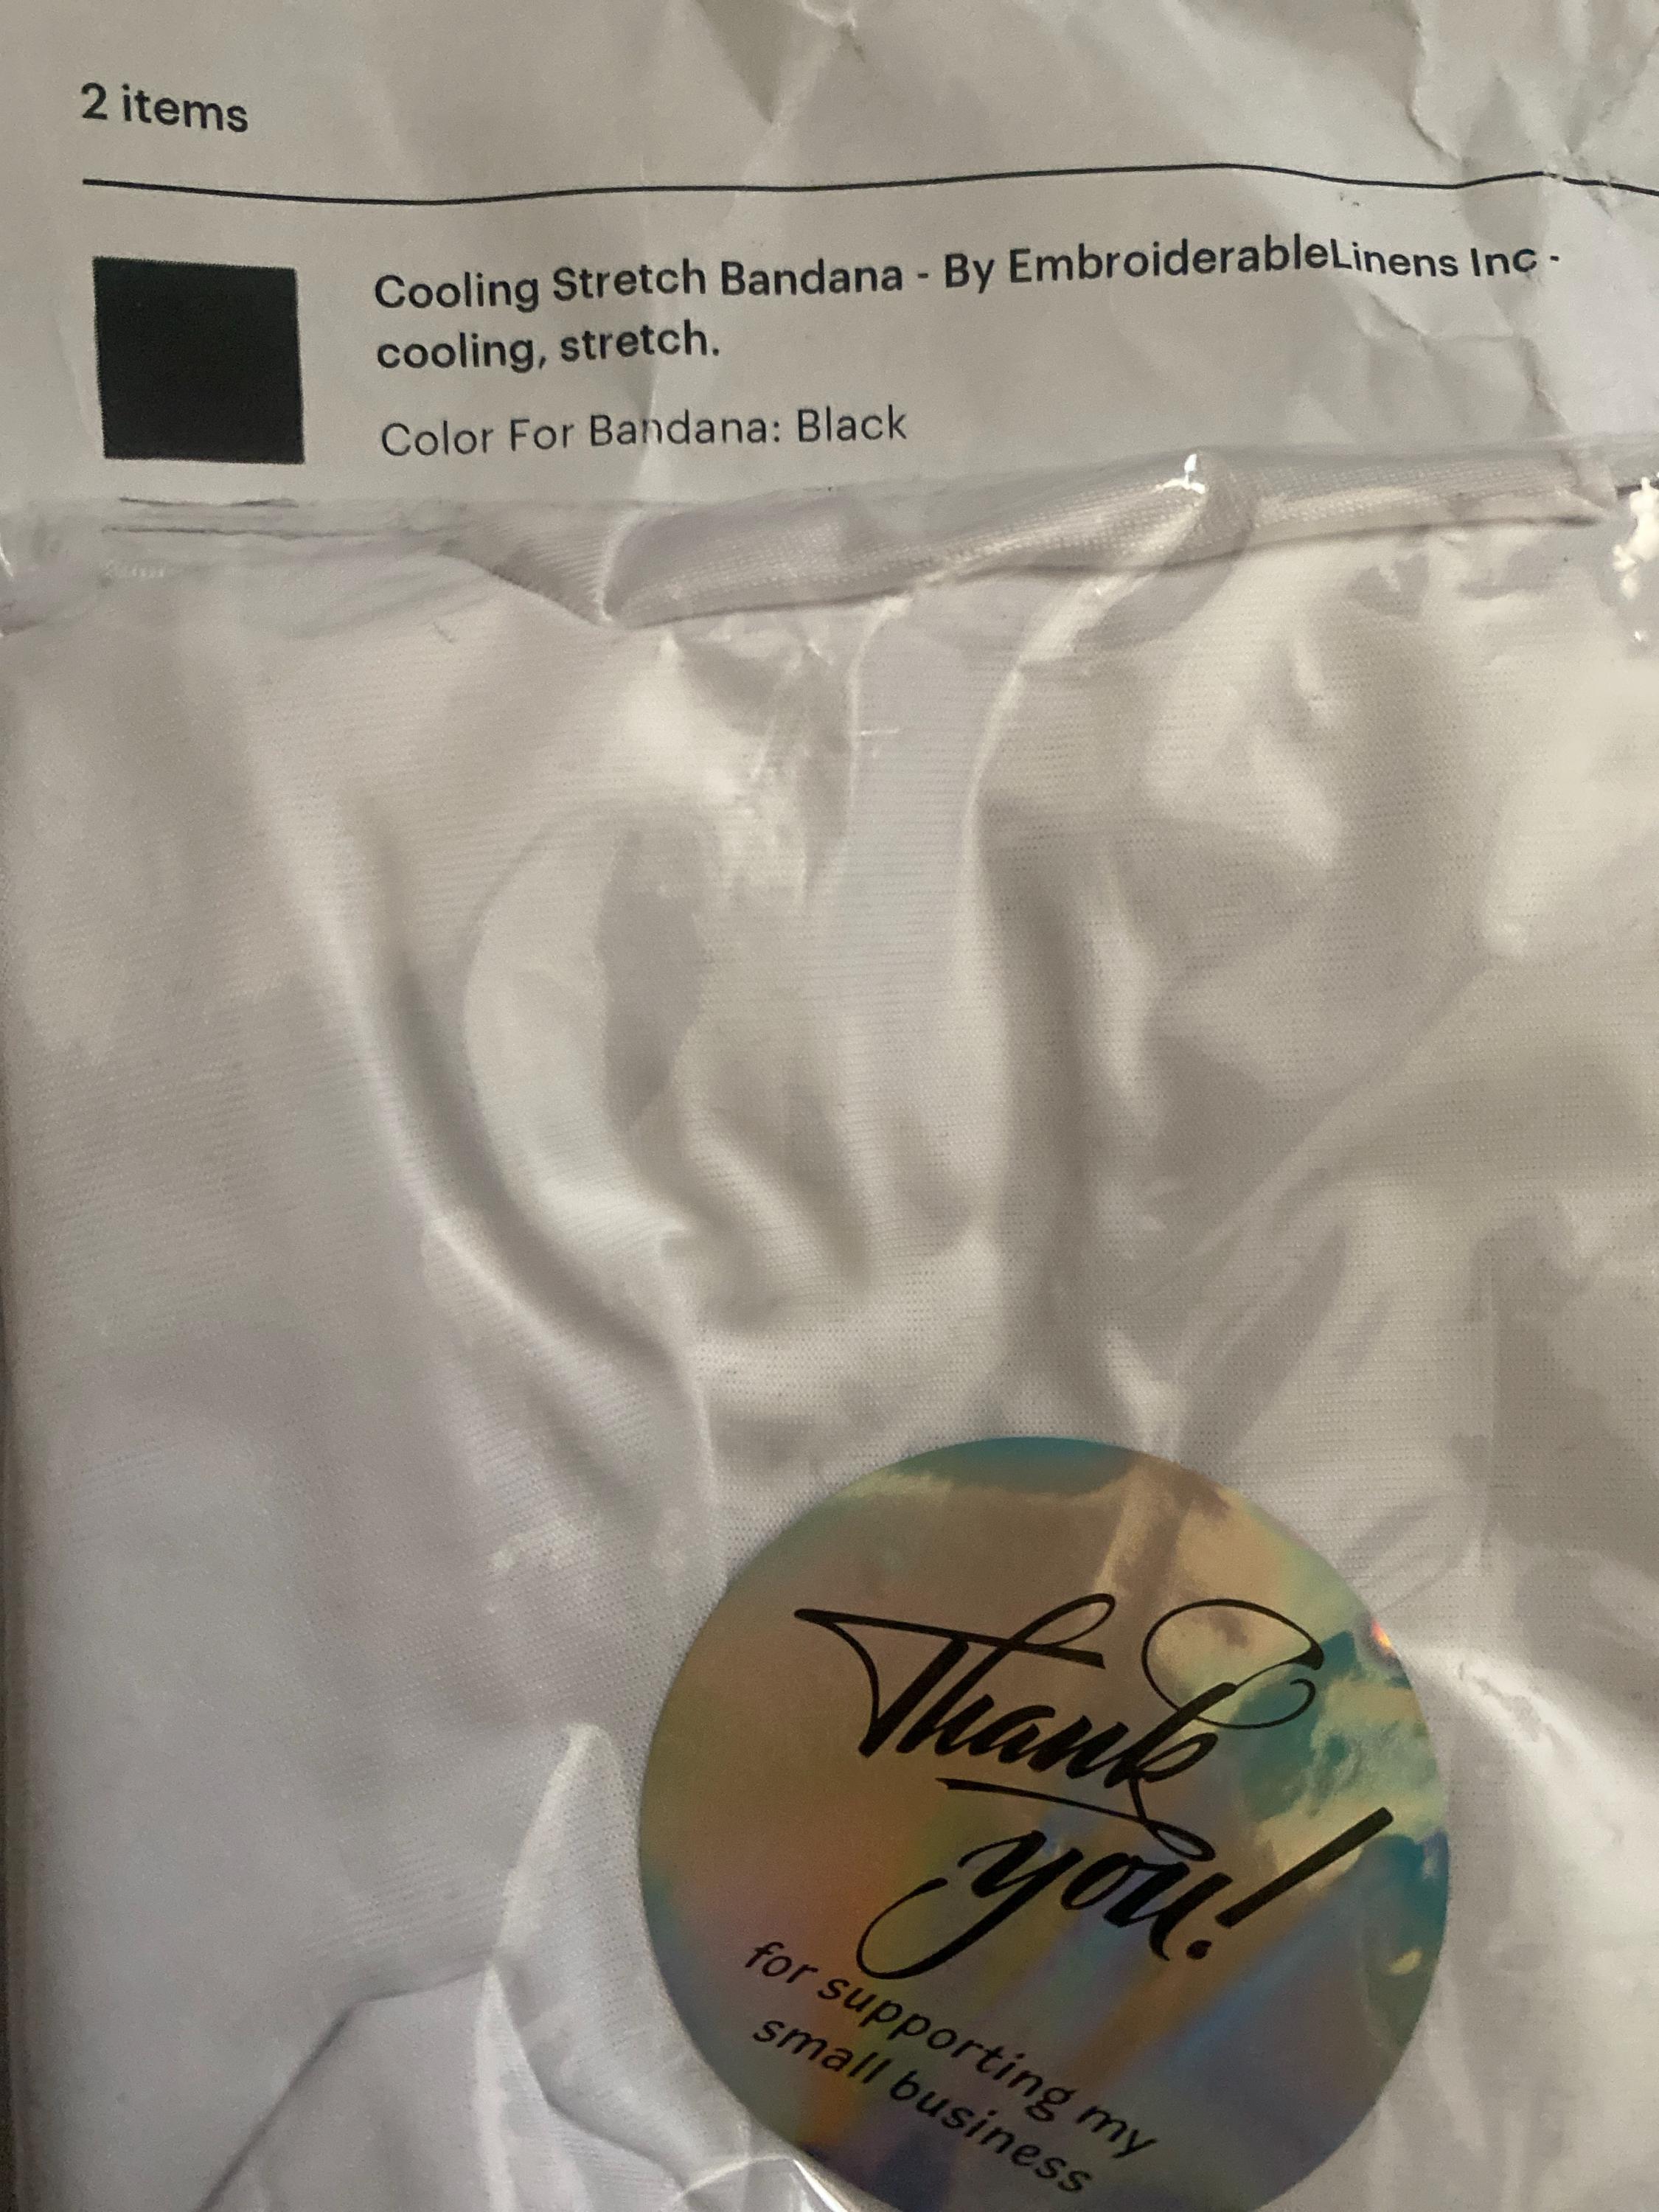 2 items
Cooling Stretch Bandana - By EmbroiderableLinens Inc -
cooling, stretch.
Color For Bandana: Black
Thank
you!
for supporting my
small business